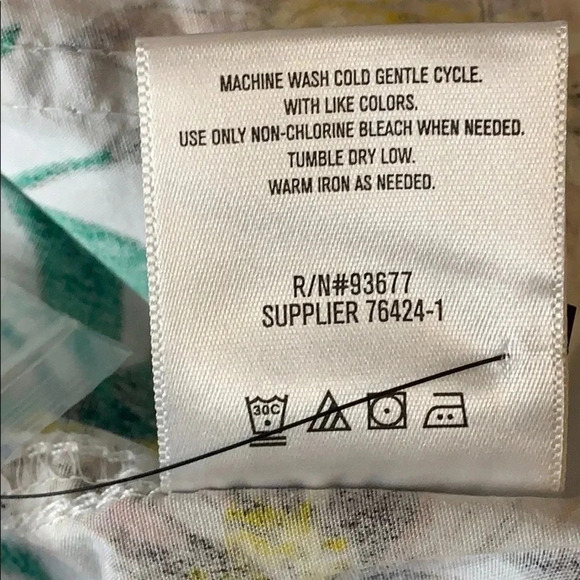 MACHINE WASH COLD GENTLE CYCLE.
WITH LIKE COLORS.
USE ONLY NON-CHLORINE BLEACH WHEN NEEDED.
TUMBLE DRY LOW.
WARM IRON AS NEEDED.
R/N#93677
SUPPLIER 76424-1
30C